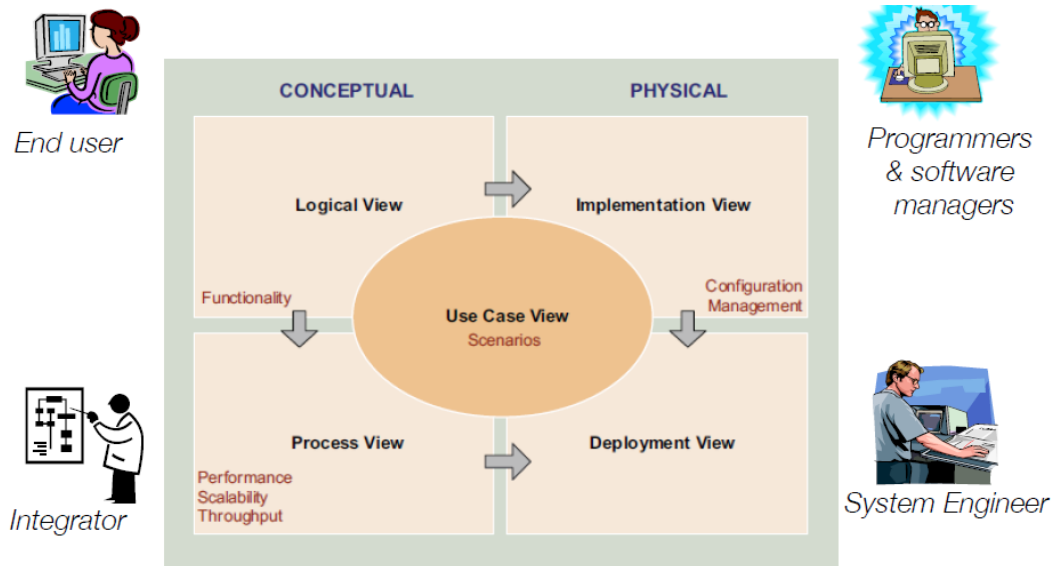 End user
CONCEPTUAL
PHYSICAL
Programmers
& software
managers
Logical View
Implementation View
Functionality
Configuration
Management
Use Case View
Scenarios
Process View
Deployment View
Performance
Scalability
Throughput
Integrator
System Engineer